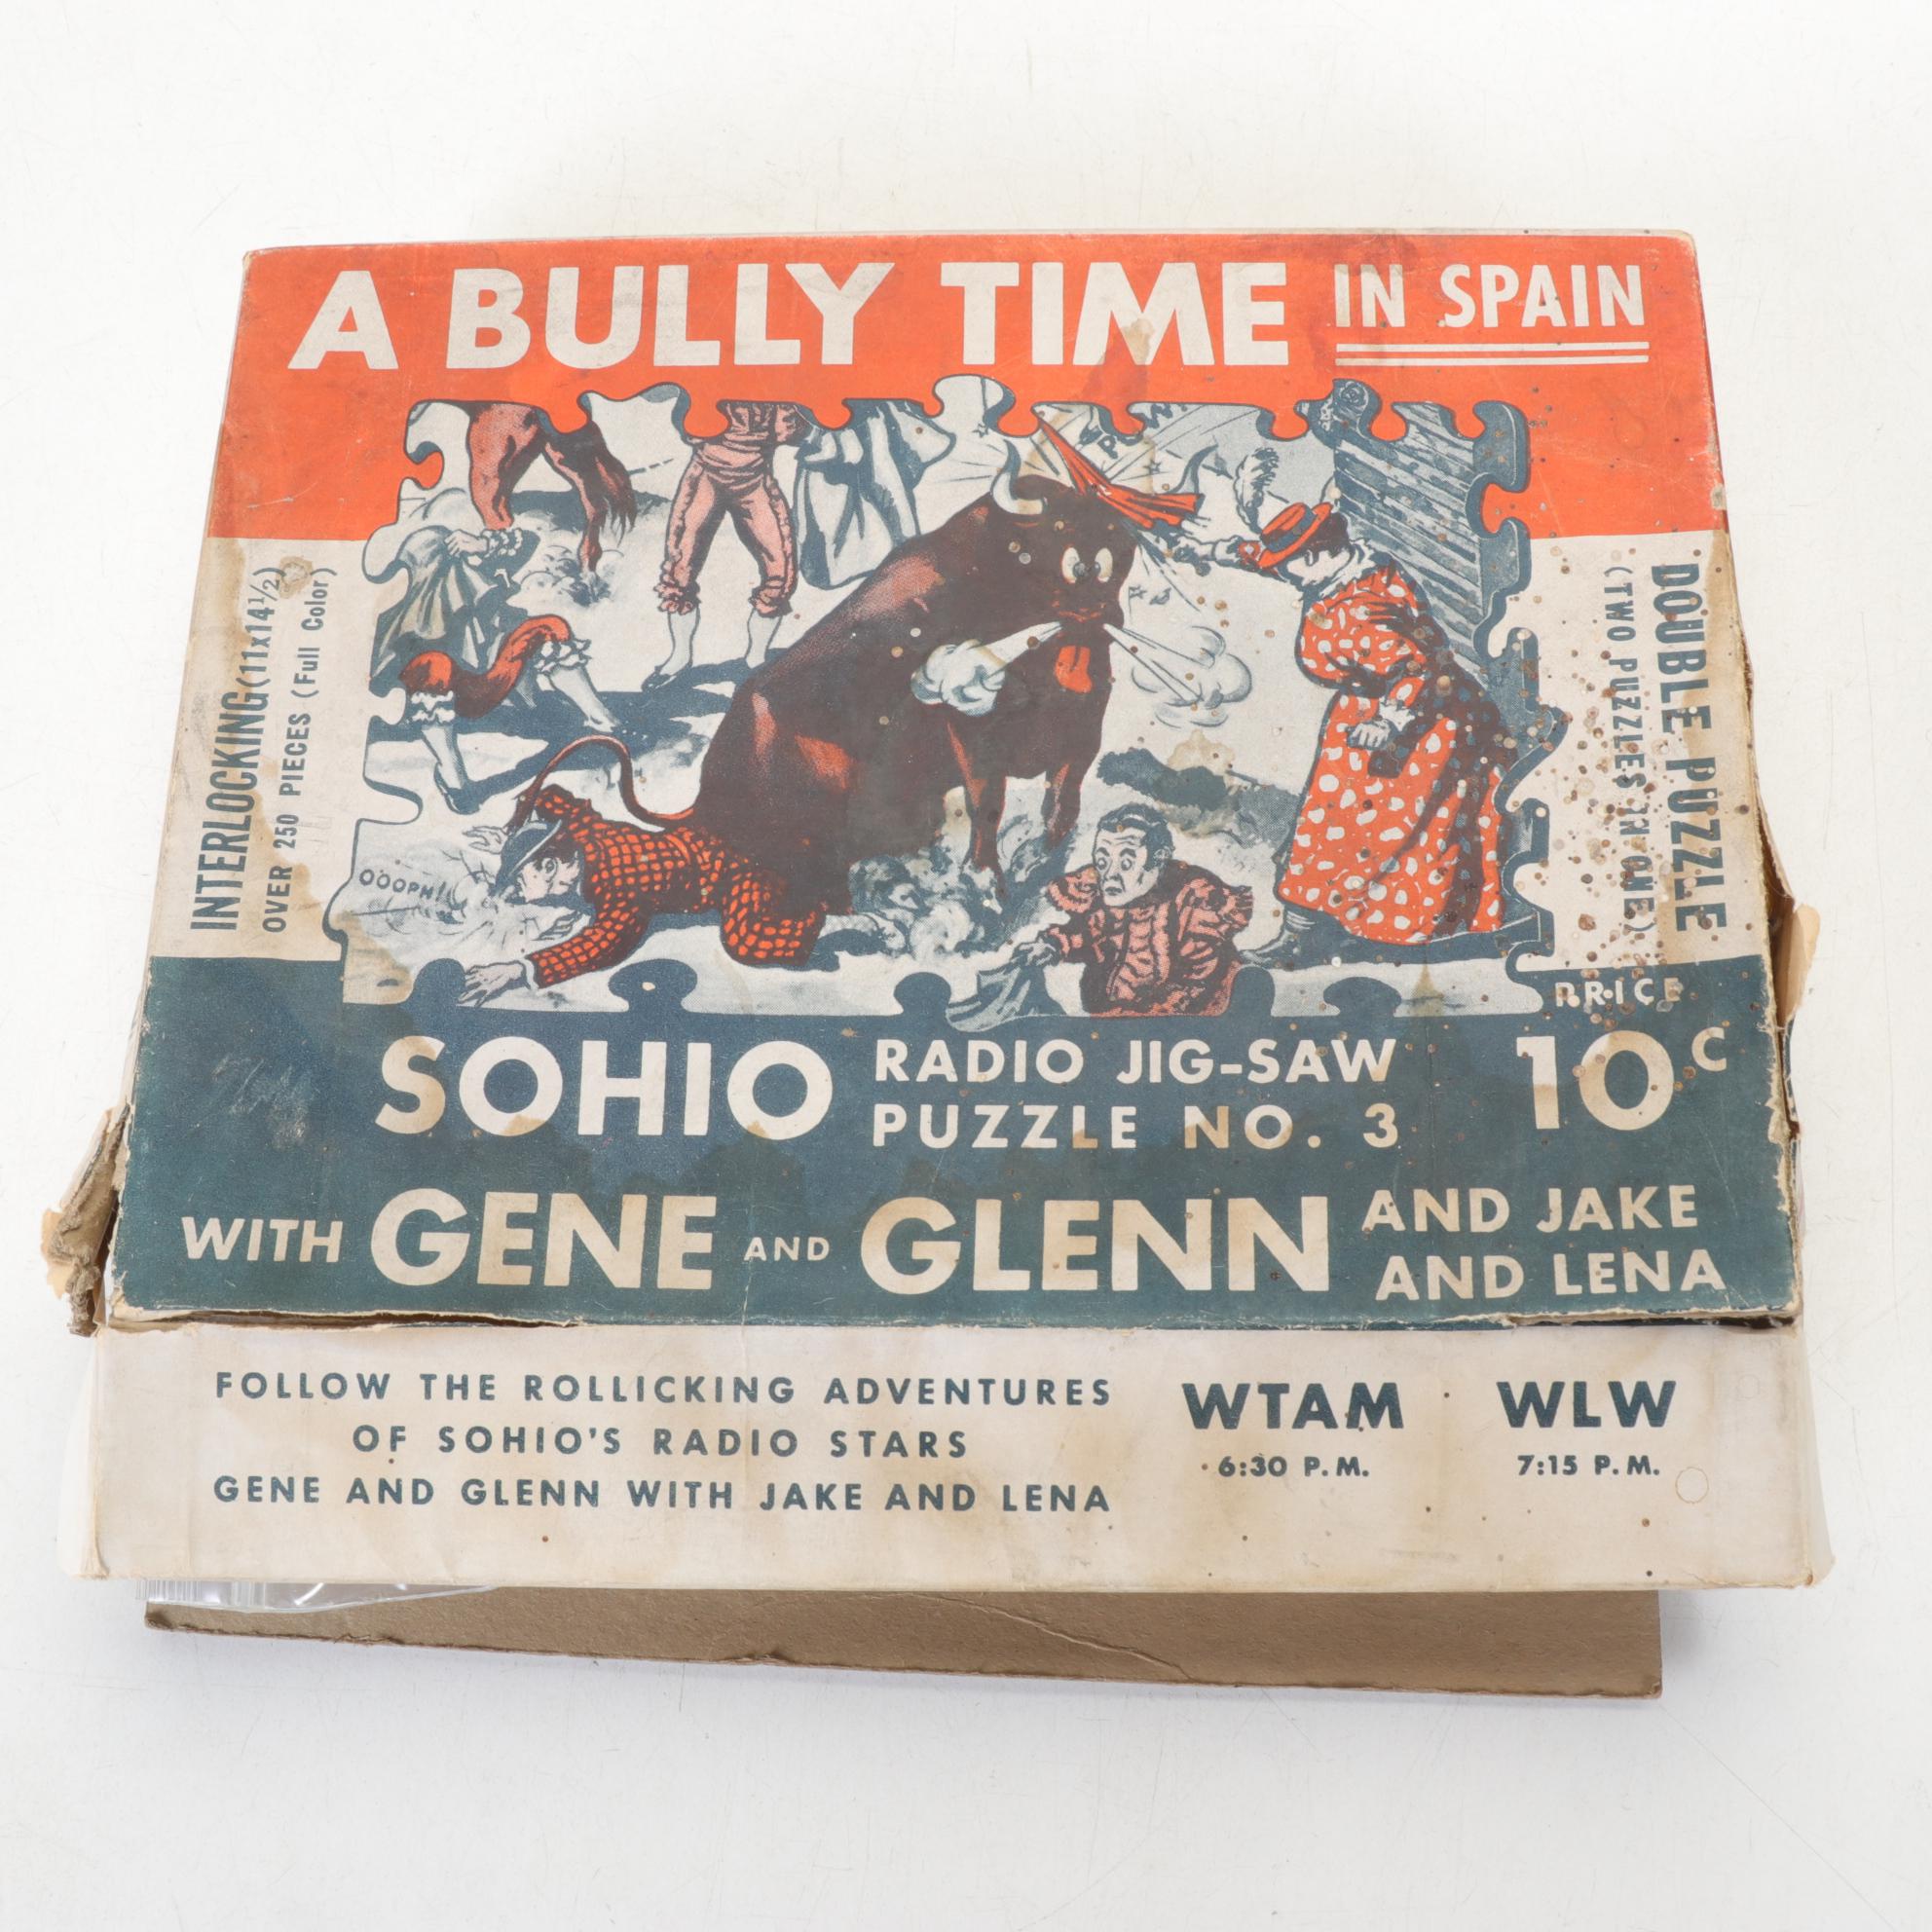 A BULLY TIME IN SPAIN
INTERLOCKING (11x14½)
OVER 250 PIECES (Full Color)
DOUBLE PUZZLE
(TWO PUZZLES IN ONE)
OOOPH!
PRICE
10c
SOHIO
RADIO JIG-SAW
PUZZLE NO. 3
WITH GENE AND GLENN AND JAKE
AND LENA
FOLLOW THE ROLLICKING ADVENTURES
OF SOHIO'S RADIO STARS
GENE AND GLENN WITH JAKE AND LENA
WTAM
6:30 P.M.
WLW
7:15 P.M.